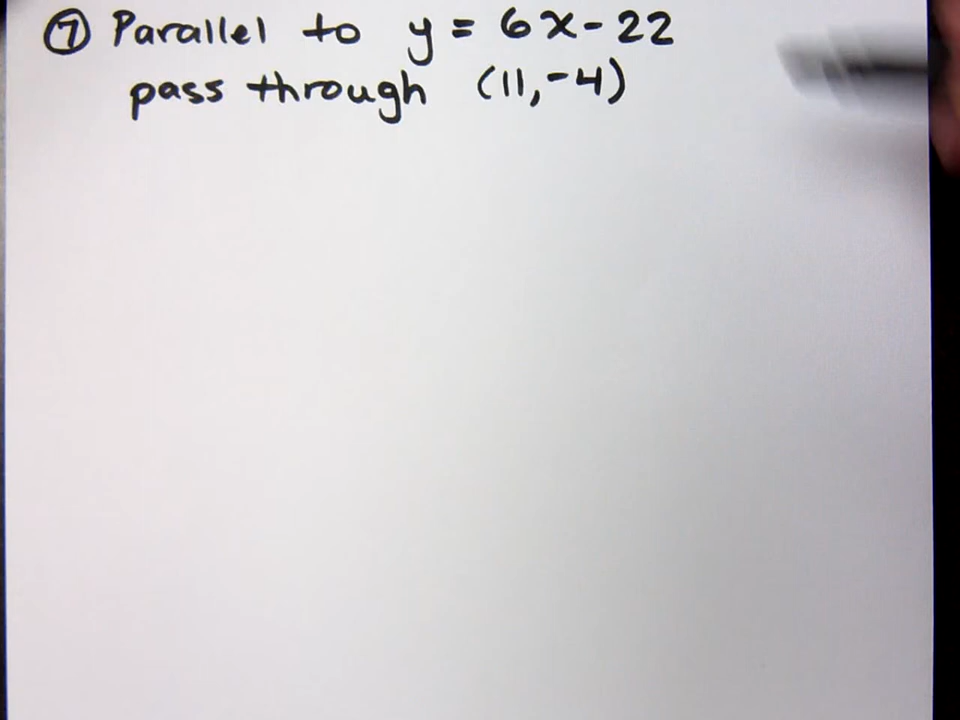 ⑦ Parallel to y = 6x - 22
pass through (11, -4)